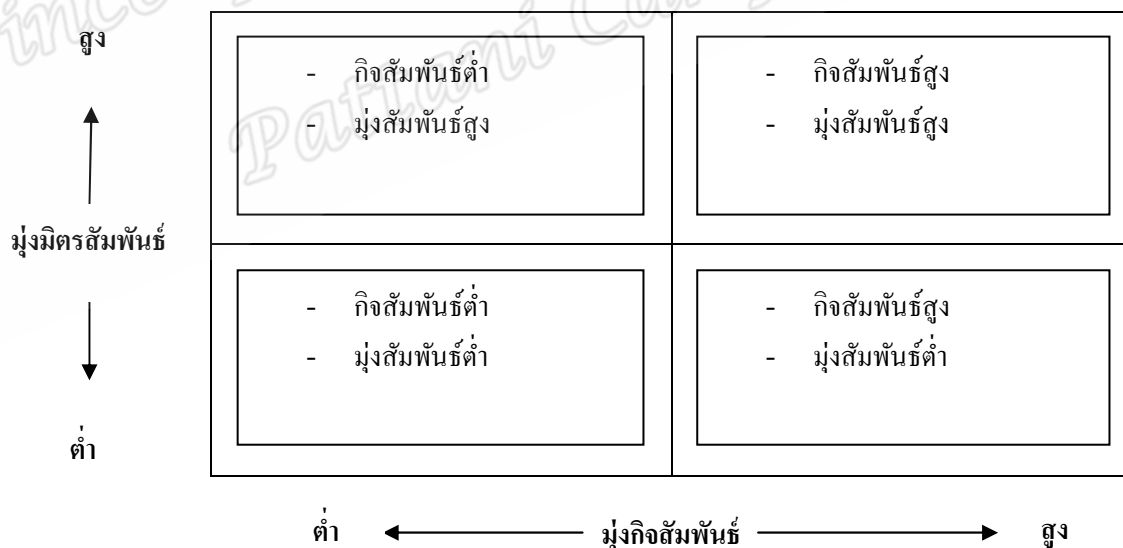 สูง
- กิจสัมพันธ์ต่ำ
- มุ่งสัมพันธ์สูง
- กิจสัมพันธ์สูง
- มุ่งสัมพันธ์สูง
มุ่งมิตรสัมพันธ์
- กิจสัมพันธ์ต่ำ
- มุ่งสัมพันธ์ต่ำ
- กิจสัมพันธ์สูง
- มุ่งสัมพันธ์ต่ำ
ต่ำ
ต่ำ มุ่งกิจสัมพันธ์ สูง
Pattani